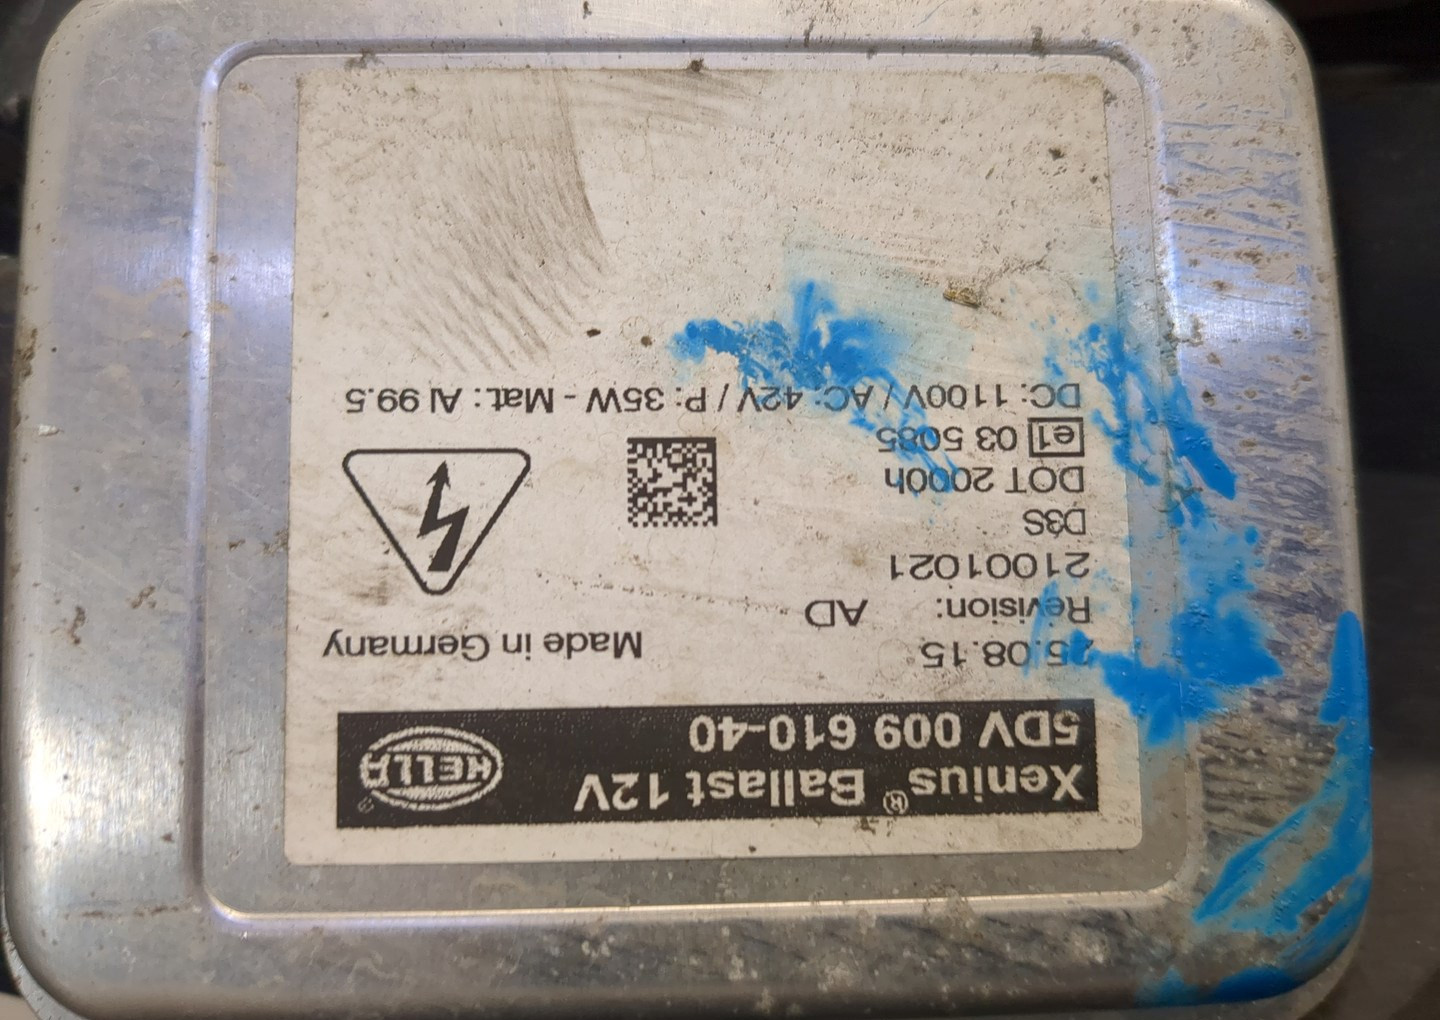 Xenius® Ballast 12V
5DV 009 610-40
HELLA
25.08.15 Made in Germany
Revision: AD
21001021
D3S
DOT 2000h
e1 03 5085
DC: 1100V / AC: 42V / P: 35W - Mat.: Al 99.5